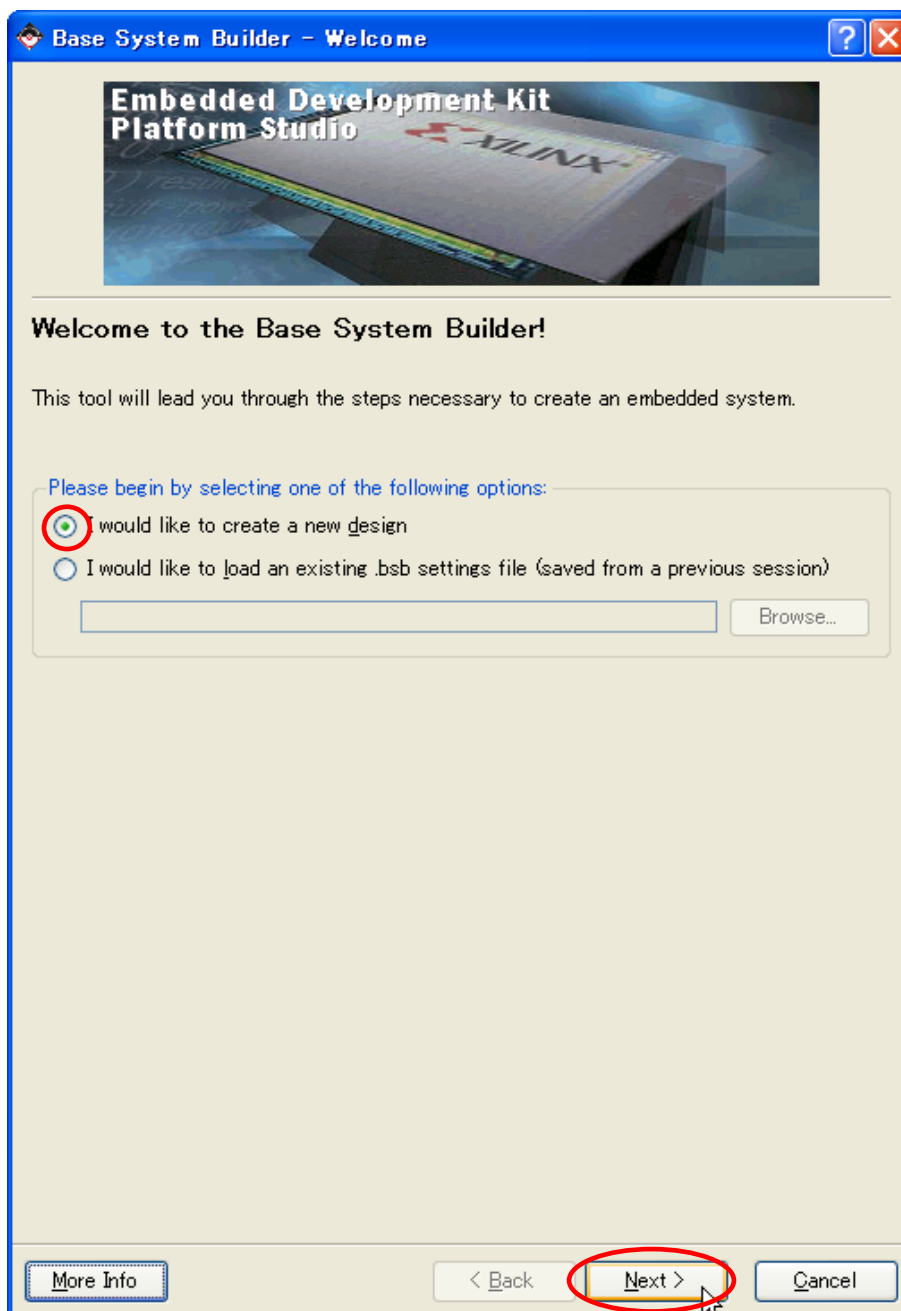 Base System Builder - Welcome
Embedded Development Kit
Platform Studio
XILINX
Welcome to the Base System Builder!
This tool will lead you through the steps necessary to create an embedded system.
Please begin by selecting one of the following options:
I would like to create a new design
I would like to load an existing .bsb settings file (saved from a previous session)
Browse...
More Info
< Back
Next >
Cancel